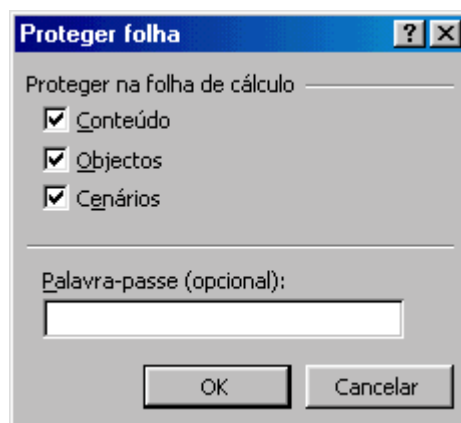 Proteger folha
Proteger na folha de cálculo
Conteúdo
Objectos
Cenários
Palavra-passe (opcional):
OK Cancelar